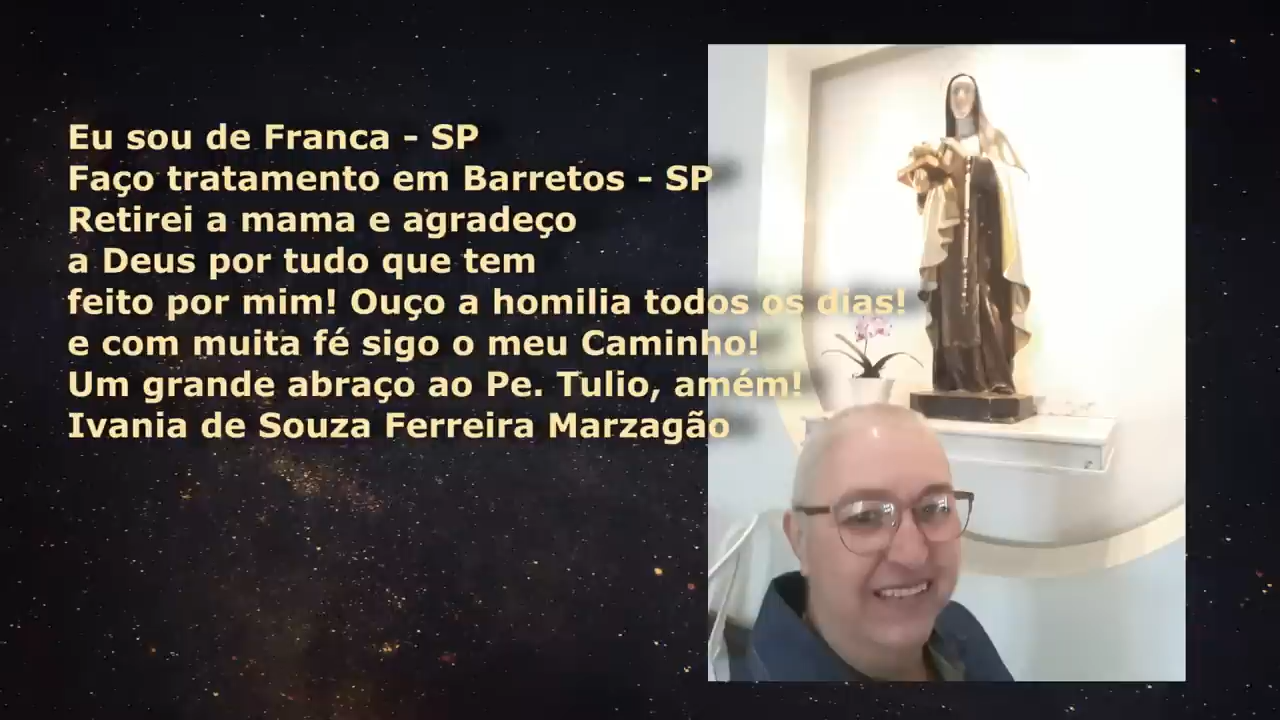 Eu sou de Franca - SP
Faço tratamento em Barretos - SP
Retirei a mama e agradeço
a Deus por tudo que tem
feito por mim! Ouço a homilia todos os dias!
e com muita fé sigo o meu Caminho!
Um grande abraço ao Pe. Tulio, amém!
Ivania de Souza Ferreira Marzagão